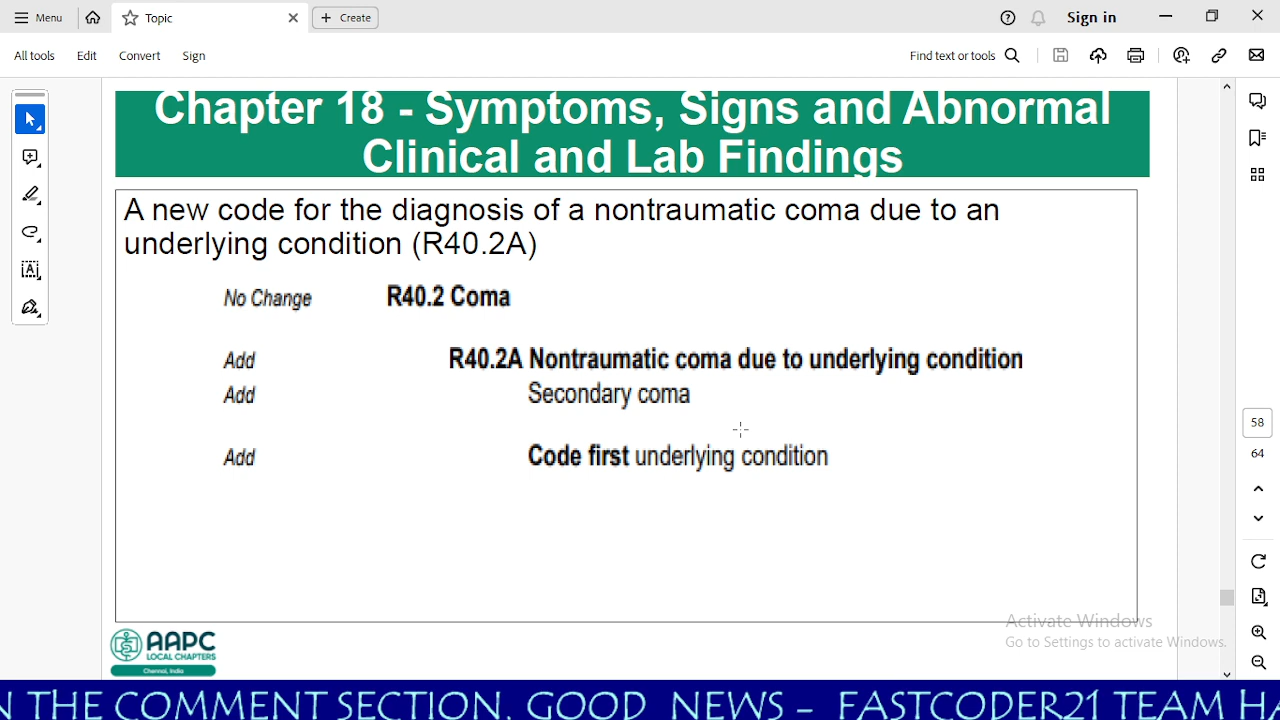 Menu
Topic
Create
Sign in
All tools
Edit
Convert
Sign
Find text or tools
Chapter 18 - Symptoms, Signs and Abnormal
Clinical and Lab Findings
A new code for the diagnosis of a nontraumatic coma due to an
underlying condition (R40.2A)
No Change R40.2 Coma
Add R40.2A Nontraumatic coma due to underlying condition
Add Secondary coma
Add Code first underlying condition
58
64
AAPC
LOCAL CHAPTERS
Chennai, India
Activate Windows
Go to Settings to activate Windows.
N THE COMMENT SECTION. GOOD NEWS - FASTCODER21 TEAM HA